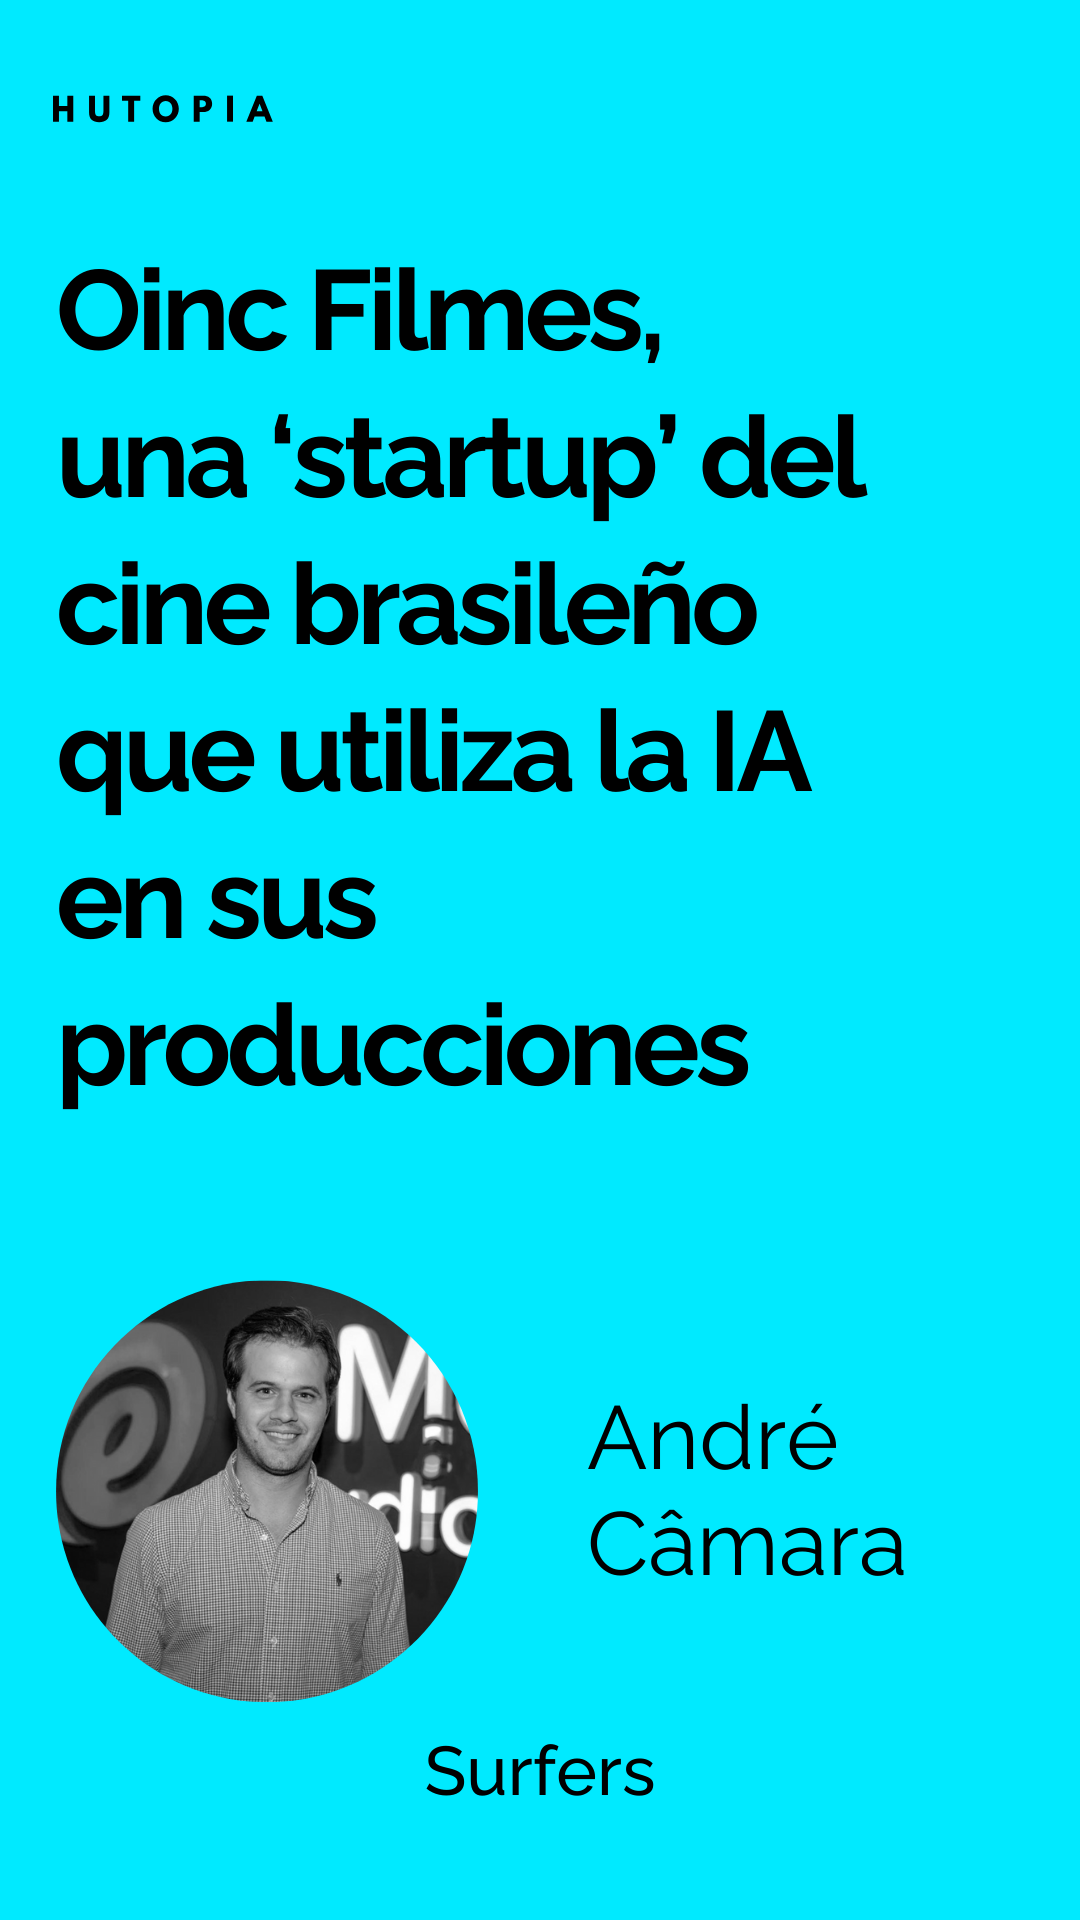 HUTOPIA
Oinc Filmes,
una ‘startup’ del
cine brasileño
que utiliza la IA
en sus
producciones
André
Câmara
Surfers